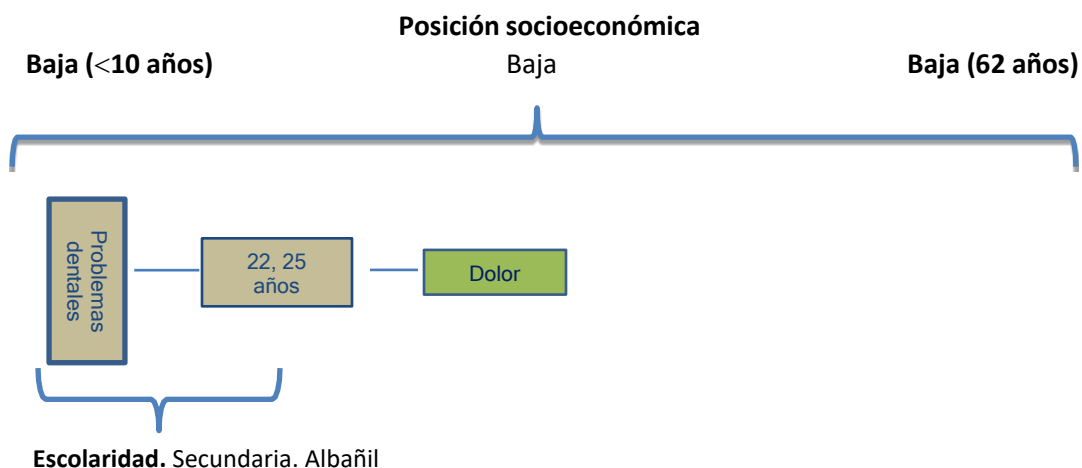 Posición socioeconómica
Baja (<10 años) Baja Baja (62 años)
Problemas
dentales
22, 25
años
Dolor
Escolaridad. Secundaria. Albañil